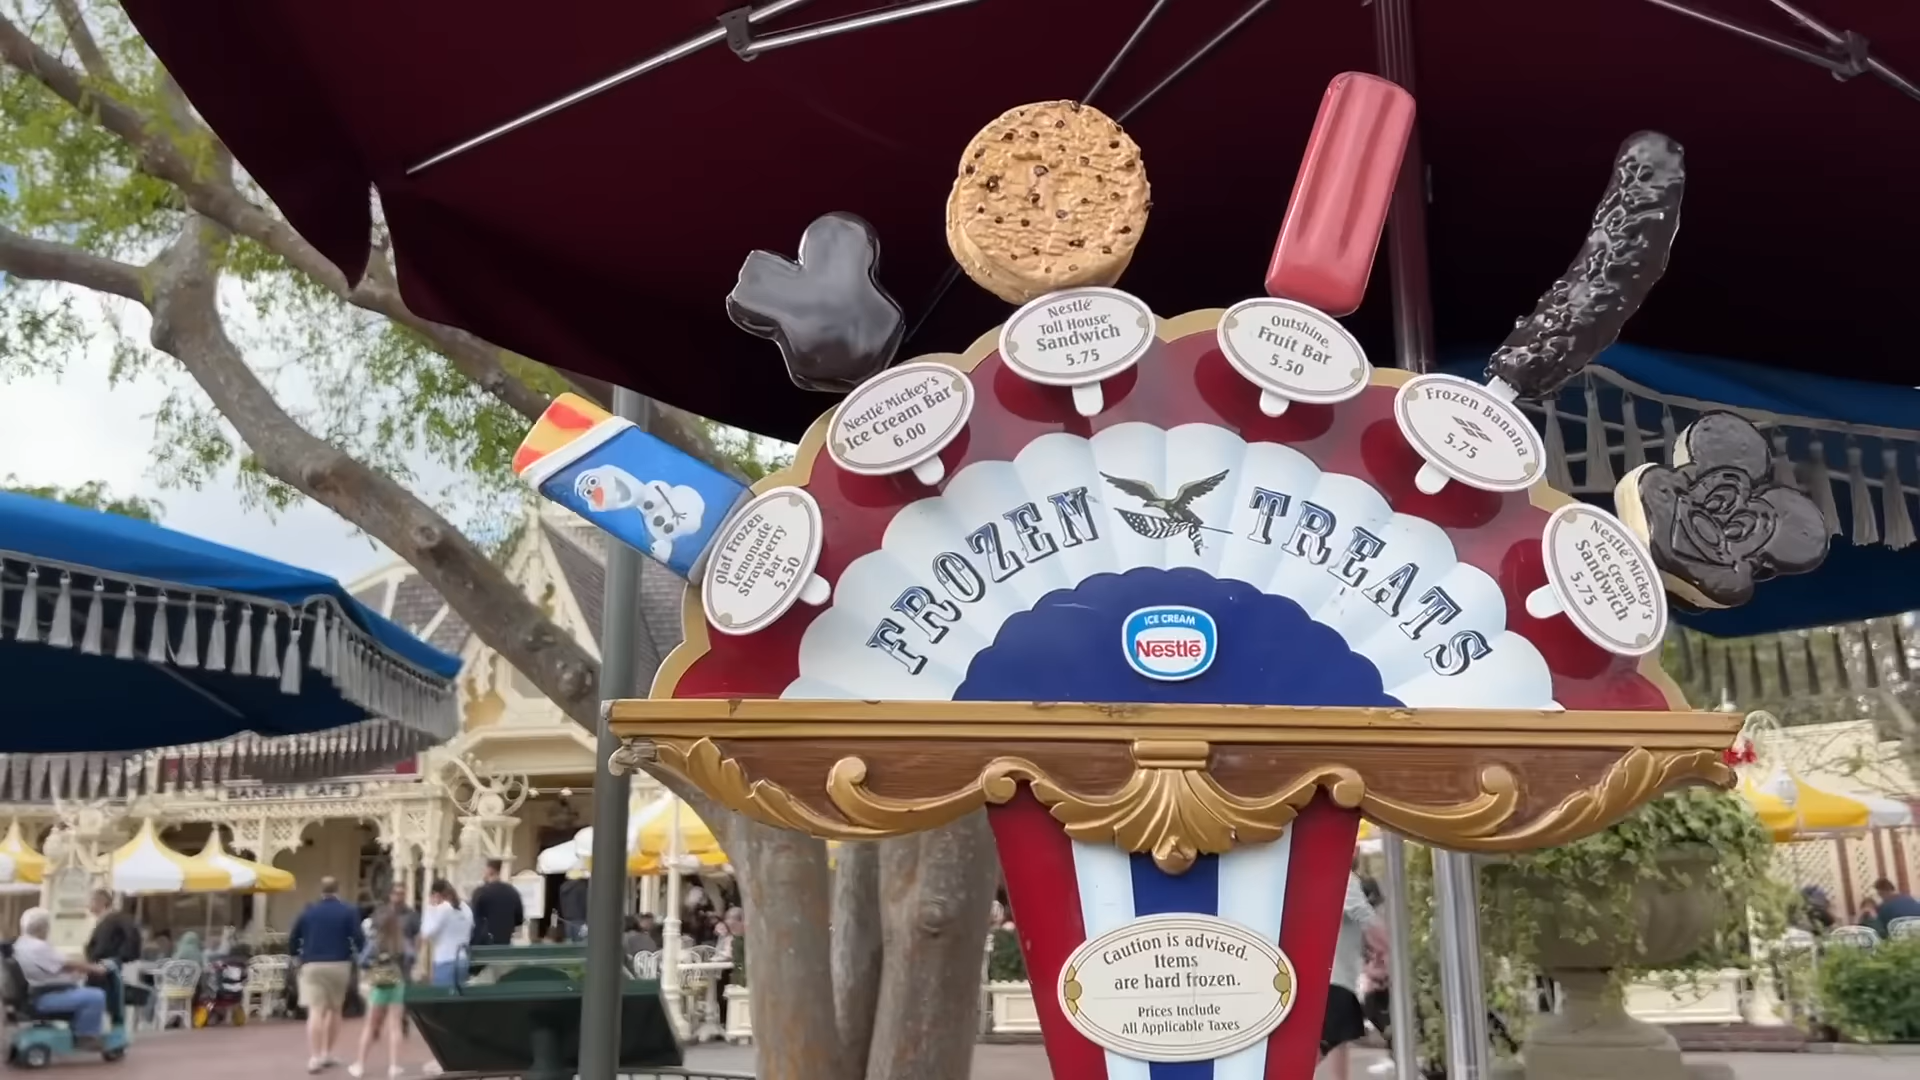 Olaf Frozen
Lemonade
Strawberry
Bar
5.50
Nestlé Mickey's
Ice Cream Bar
6.00
Nestlé
Toll House
Sandwich
5.75
Outshine
Fruit Bar
5.50
Frozen Banana
5.75
Nestlé Mickey's
Ice Cream
Sandwich
5.75
FROZEN TREATS
ICE CREAM
Nestlé
BAKERY CAFE
Caution is advised.
Items
are hard frozen.
Prices Include
All Applicable Taxes